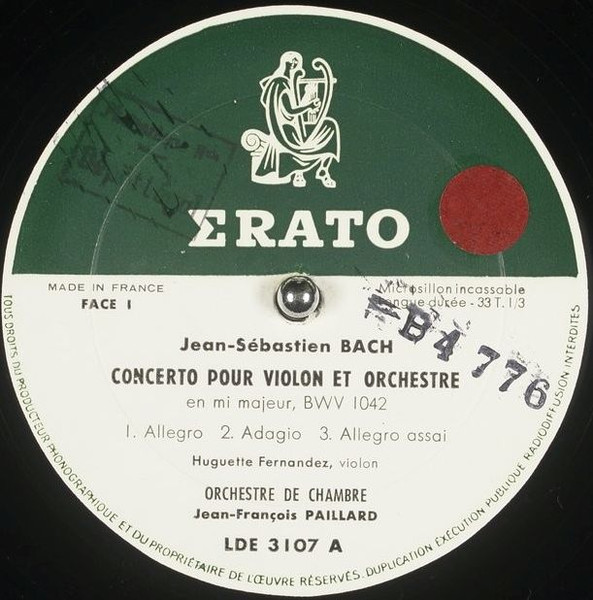 ΣRATO
MADE IN FRANCE
FACE 1
Microsillon incassable
Longue durée - 33 T. 1/3
B4 776
Jean-Sébastien BACH
CONCERTO POUR VIOLON ET ORCHESTRE
en mi majeur, BWV 1042
1. Allegro 2. Adagio 3. Allegro assai
Huguette Fernandez, violon
ORCHESTRE DE CHAMBRE
Jean-François PAILLARD
LDE 3107 A
TOUS DROITS DU PRODUCTEUR PHONOGRAPHIQUE ET DU PROPRIÉTAIRE DE L'ŒUVRE RÉSERVÉS. DUPLICATION EXÉCUTION PUBLIQUE RADIODIFFUSION INTERDITES